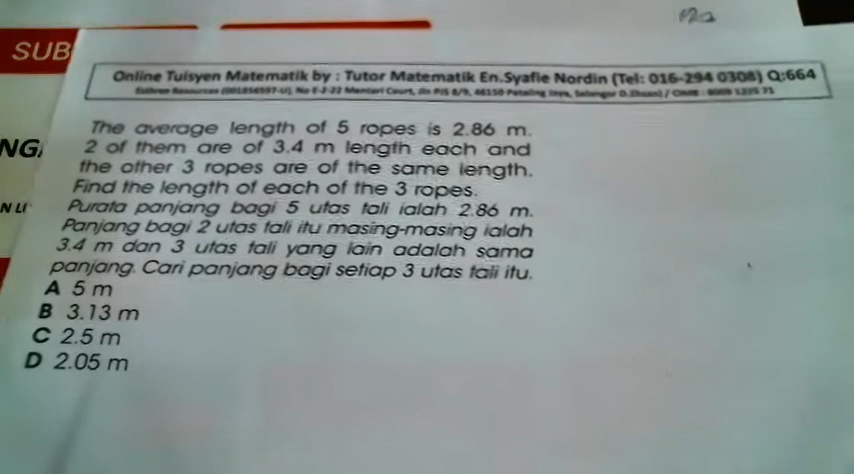 SUB
NG
N LI
Online Tuisyen Matematik by : Tutor Matematik En.Syafie Nordin (Tel: 016-294 0308) Q:664
The average length of 5 ropes is 2.86 m.
2 of them are of 3.4 m length each and
the other 3 ropes are of the same length.
Find the length of each of the 3 ropes.
Purata panjang bagi 5 utas tali ialah 2.86 m.
Panjang bagi 2 utas tali itu masing-masing ialah
3.4 m dan 3 utas tali yang lain adalah sama
panjang. Cari panjang bagi setiap 3 utas tali itu.
A 5 m
B 3.13 m
C 2.5 m
D 2.05 m